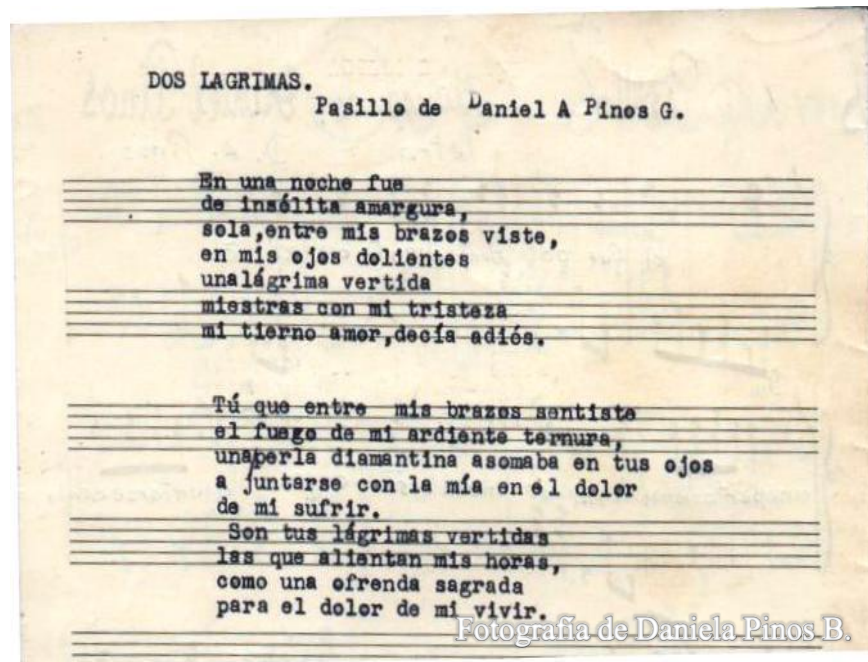 DOS LAGRIMAS.
Pasillo de Daniel A Pinos G.
En una noche fue
de insólita amargura,
sola,entre mis brazos viste,
en mis ojos dolientes
unalágrima vertida
miestras con mi tristeza
mi tierno amor,decía adiós.
Tú que entre mis brazos sentiste
el fuego de mi ardiente ternura,
una/perla diamantina asomaba en tus ojos
a juntarse con la mía en el dolor
de mi sufrir.
Son tus lágrimas vertidas
las que alientan mis horas,
como una ofrenda sagrada
para el dolor de mi vivir.
Fotografía de Daniela Pinos B.